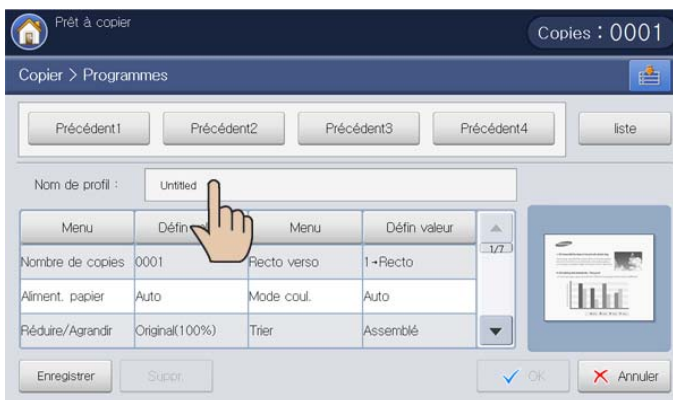 Prêt à copier
Copies : 0001
Copier > Programmes
Précédent1 Précédent2 Précédent3 Précédent4 liste
Nom de profil : Untitled
Menu Défin Menu Défin valeur
1/7
Nombre de copies 0001 Recto verso 1→Recto
Aliment. papier Auto Mode coul. Auto
Réduire/Agrandir Original(100%) Trier Assemblé
Enregistrer Suppr. OK Annuler